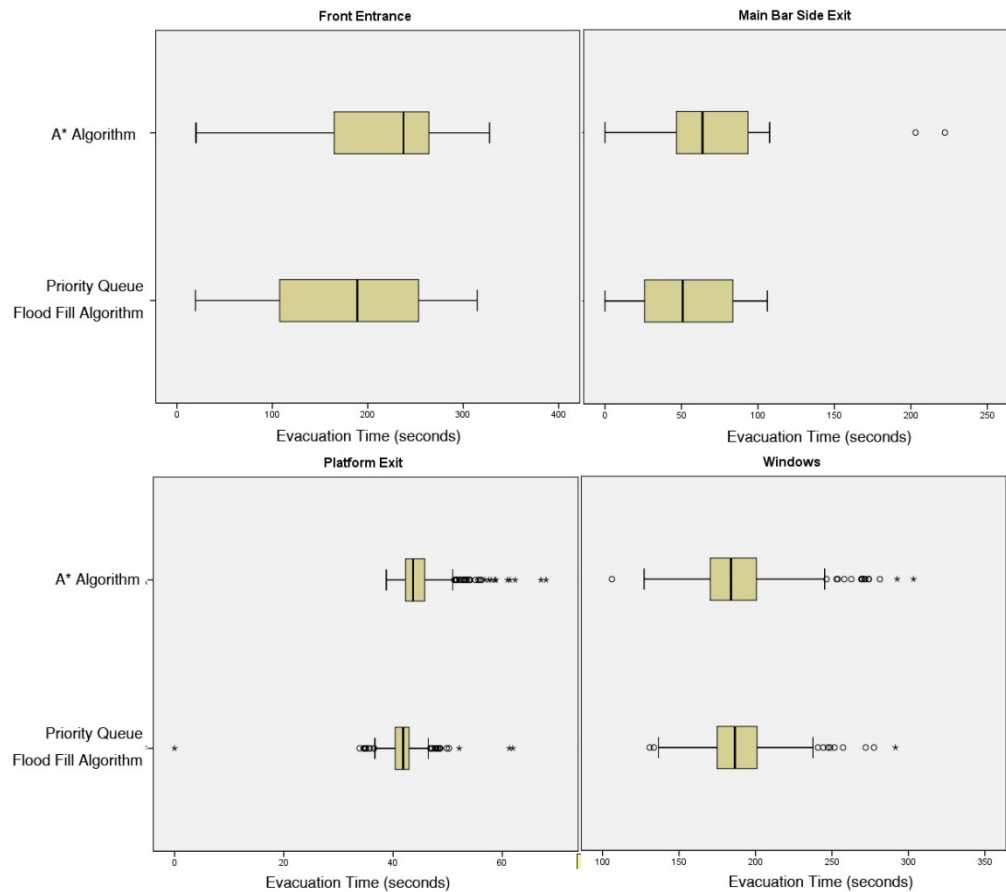 Front Entrance
Main Bar Side Exit
A* Algorithm
Priority Queue
Flood Fill Algorithm
0 100 200 300 400
0 50 100 150 200 250
Evacuation Time (seconds)
Evacuation Time (seconds)
Platform Exit
Windows
A* Algorithm
Priority Queue
Flood Fill Algorithm
0 20 40 60
100 150 200 250 300 350
Evacuation Time (seconds)
Evacuation Time (seconds)